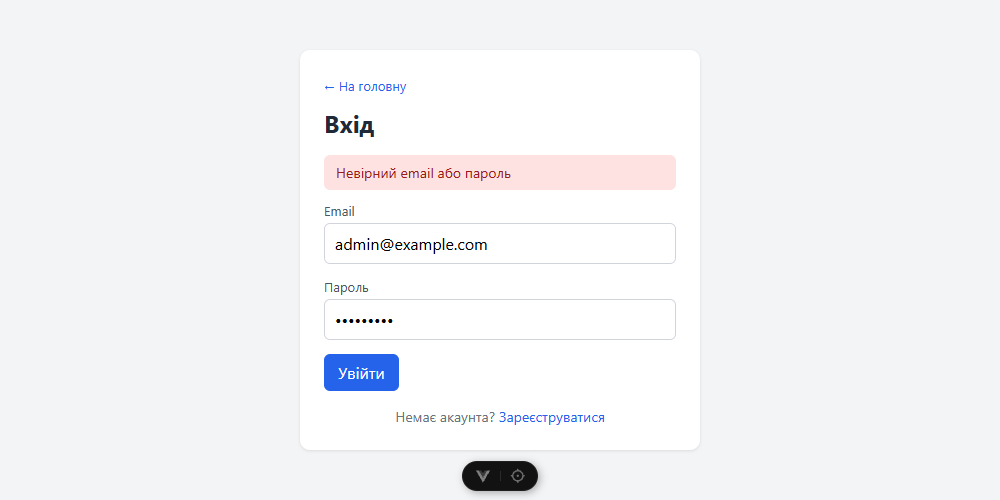 ← На головну
Вхід
Невірний email або пароль
Email
admin@example.com
Пароль
•••••••••
Увійти
Немає акаунта? Зареєструватися